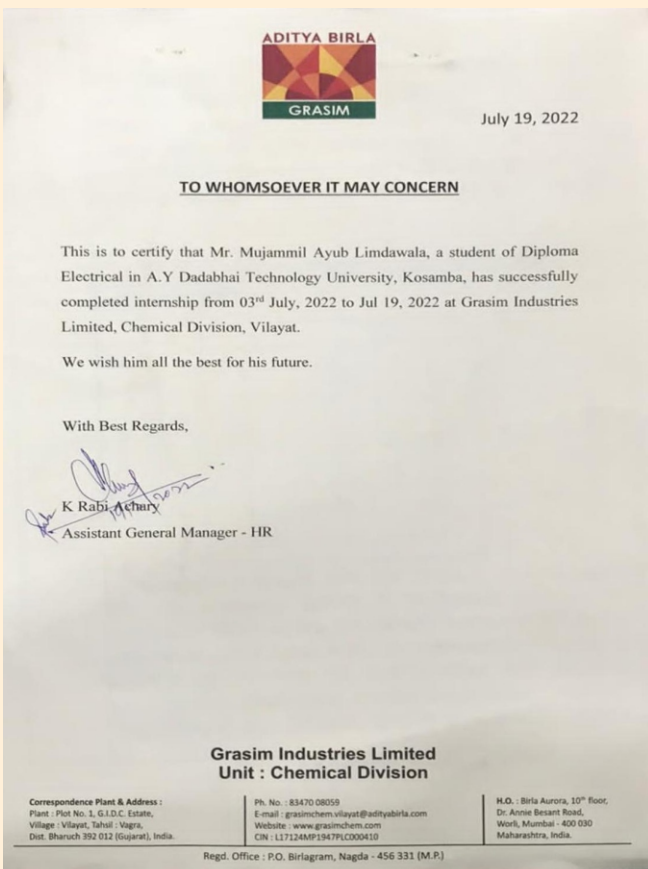 ADITYA BIRLA
GRASIM
July 19, 2022
TO WHOMSOEVER IT MAY CONCERN
This is to certify that Mr. Mujammil Ayub Limdawala, a student of Diploma
Electrical in A.Y Dadabhai Technology University, Kosamba, has successfully
completed internship from 03rd July, 2022 to Jul 19, 2022 at Grasim Industries
Limited, Chemical Division, Vilayat.
We wish him all the best for his future.
With Best Regards,
K Rabi Achary
Assistant General Manager - HR
Grasim Industries Limited
Unit : Chemical Division
Correspondence Plant & Address :
Plant : Plot No. 1, G.I.D.C. Estate,
Village : Vilayat, Tahsil : Vagra,
Dist. Bharuch 392 012 (Gujarat), India.
Ph. No. : 83470 08059
E-mail : grasimchem.vilayat@adityabirla.com
Website : www.grasimchem.com
CIN : L17124MP1947PLC000410
H.O. : Birla Aurora, 10th floor,
Dr. Annie Besant Road,
Worli, Mumbai - 400 030
Maharashtra, India.
Regd. Office : P.O. Birlagram, Nagda - 456 331 (M.P.)